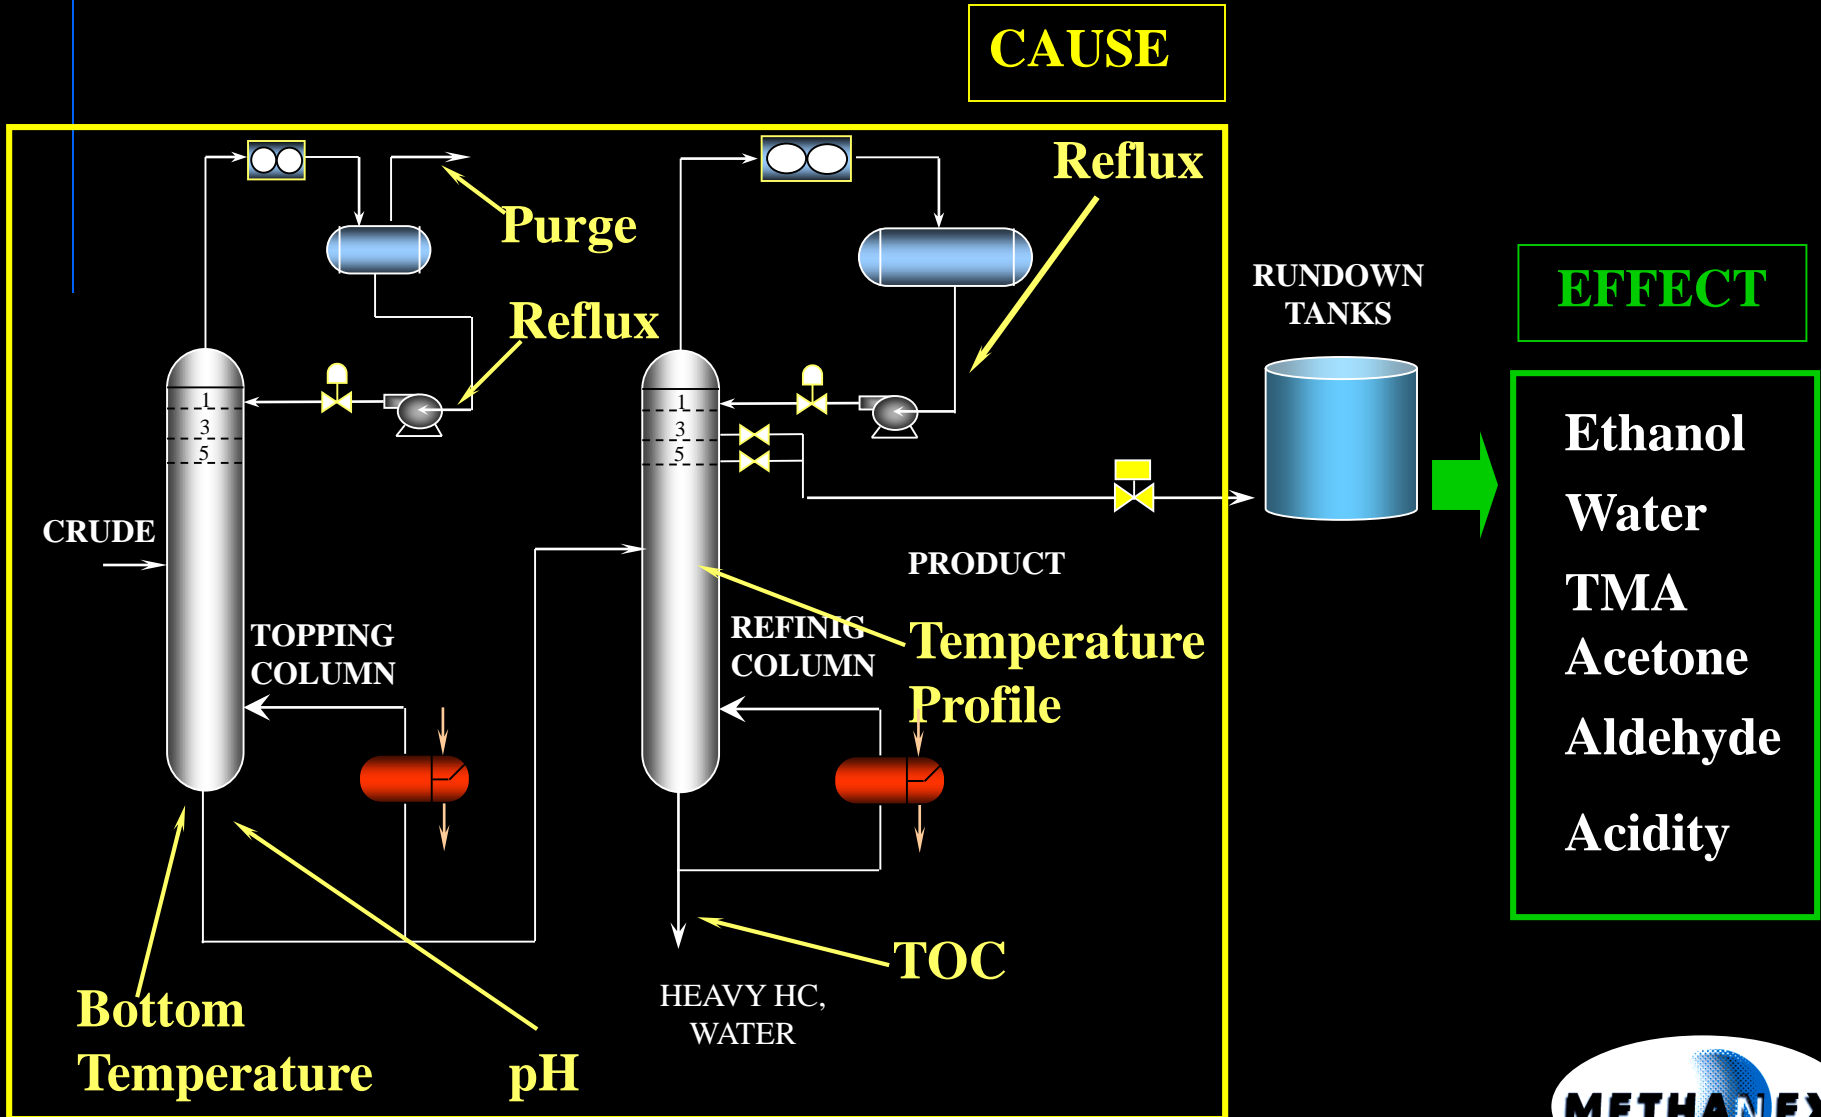 CAUSE
Reflux
Purge
Reflux
RUNDOWN
TANKS
EFFECT
1
3
5
1
3
5
Ethanol
Water
TMA
Acetone
Aldehyde
Acidity
CRUDE
PRODUCT
TOPPING
COLUMN
REFINIG
COLUMN
Temperature
Profile
TOC
HEAVY HC,
WATER
Bottom
Temperature
pH
METHANEX